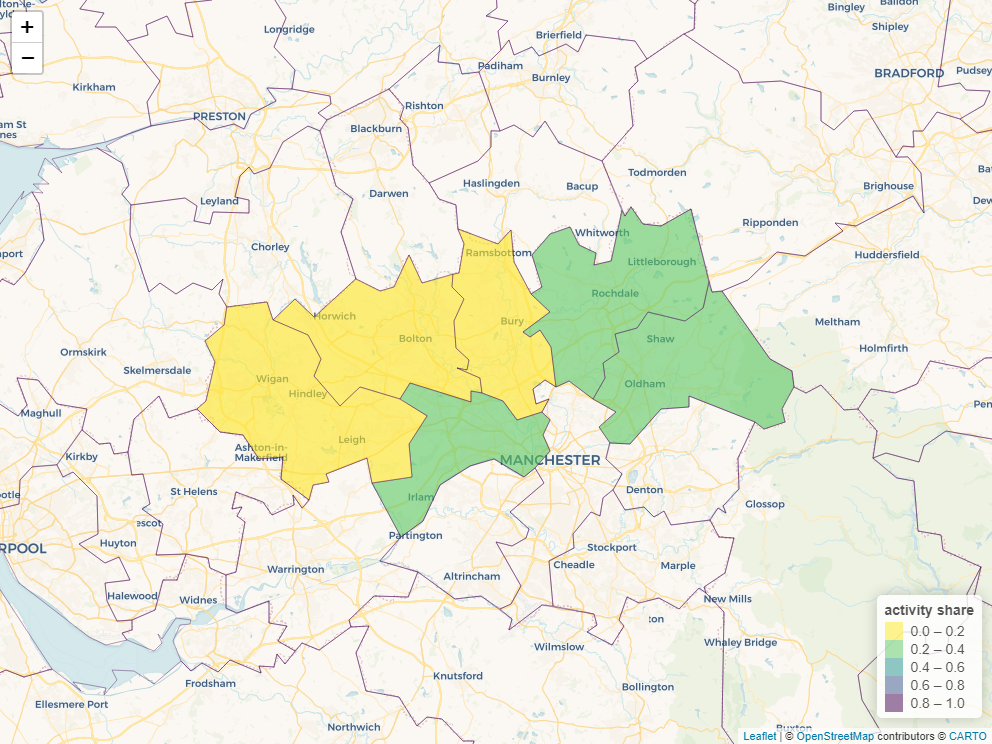 +
−
Longridge
Brierfield
Bingley
Baildon
Shipley
Padiham
Burnley
BRADFORD
Pudsey
Kirkham
Rishton
PRESTON
Blackburn
Todmorden
Haslingden
Bacup
Brighouse
Darwen
Leyland
Ripponden
Chorley
Whitworth
Ramsbottom
Littleborough
Huddersfield
Rochdale
Horwich
Bury
Meltham
Bolton
Shaw
Holmfirth
Ormskirk
Skelmersdale
Wigan
Hindley
Oldham
Maghull
Leigh
Ashton-in-
Makerfield
Kirkby
MANCHESTER
St Helens
Denton
Irlam
Glossop
Partington
Huyton
Stockport
Cheadle
Marple
Warrington
Altrincham
Halewood
Widnes
New Mills
Whaley Bridge
Wilmslow
Knutsford
Frodsham
Bollington
Ellesmere Port
Northwich
Buxton
activity share
0.0 – 0.2
0.2 – 0.4
0.4 – 0.6
0.6 – 0.8
0.8 – 1.0
Leaflet | © OpenStreetMap contributors © CARTO